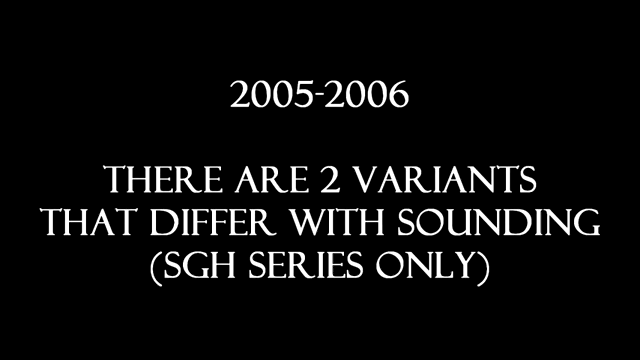 2005-2006
THERE ARE 2 VARIANTS
THAT DIFFER WITH SOUNDING
(SGH SERIES ONLY)